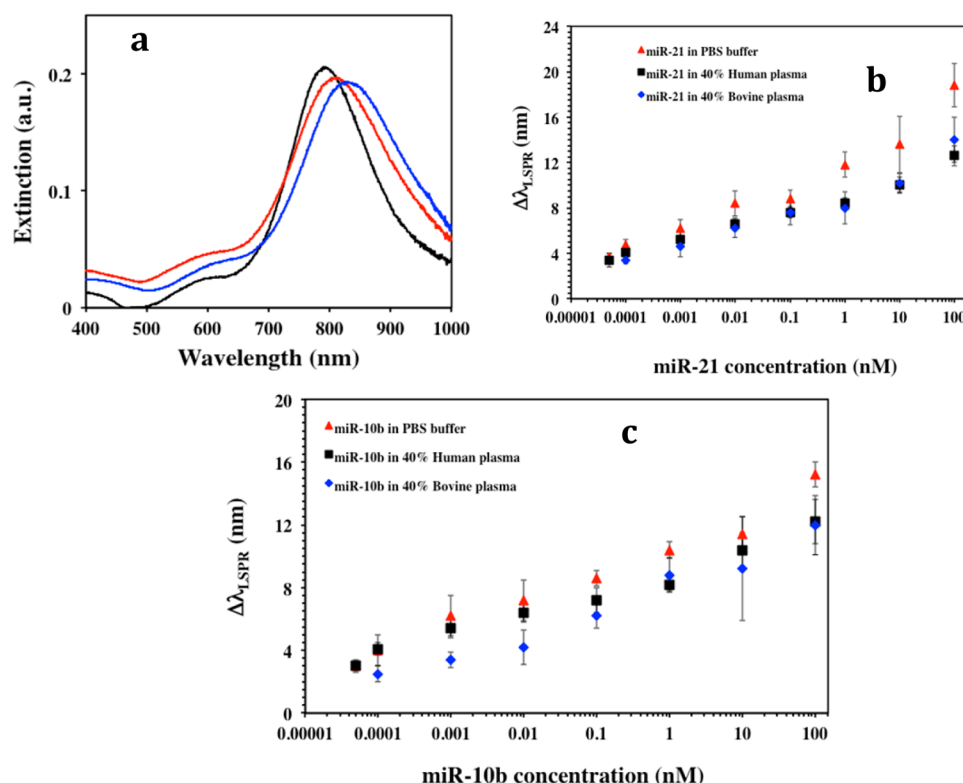 a
0.2
0.1
0
Extinction (a.u.)
400 500 600 700 800 900 1000
Wavelength (nm)
b
miR-21 in PBS buffer
miR-21 in 40% Human plasma
miR-21 in 40% Bovine plasma
24
20
16
12
8
4
0
Δλ_LSPR (nm)
0.00001 0.0001 0.001 0.01 0.1 1 10 100
miR-21 concentration (nM)
c
miR-10b in PBS buffer
miR-10b in 40% Human plasma
miR-10b in 40% Bovine plasma
20
16
12
8
4
0
Δλ_LSPR (nm)
0.00001 0.0001 0.001 0.01 0.1 1 10 100
miR-10b concentration (nM)